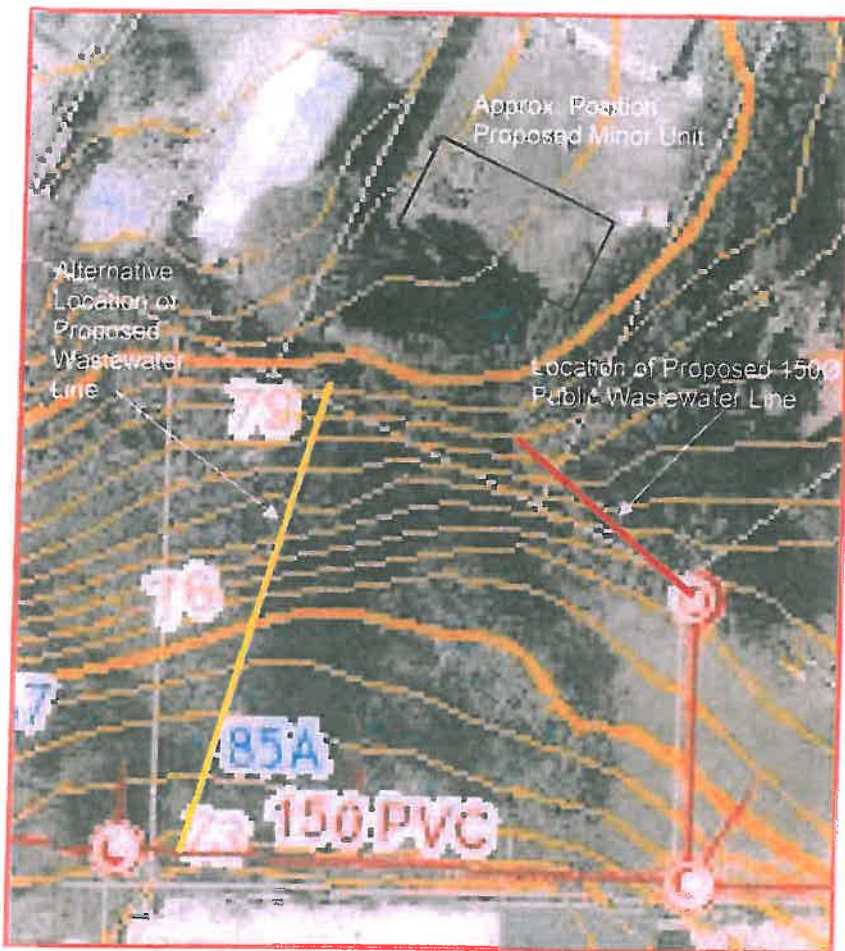 Approx. Position
Proposed Minor Unit
Alternative
Location of
Proposed
Wastewater
Line
Location of Proposed 150Ø
Public Wastewater Line
79
76
85A
150 PVC